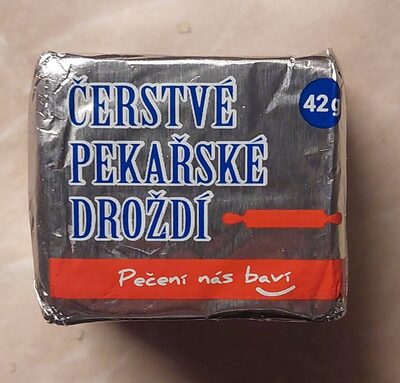 ČERSTVÉ
42g
PEKAŘSKÉ
DROŽDÍ
Pečení nás baví